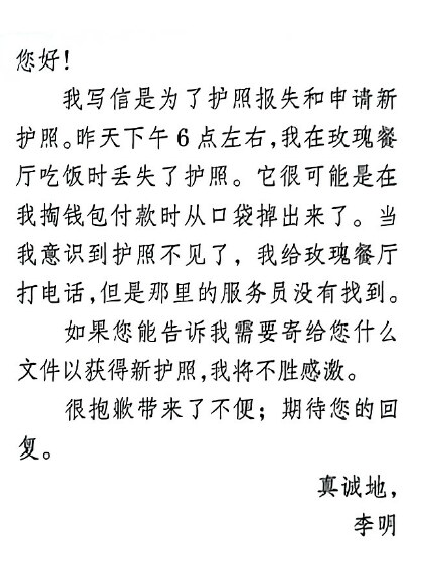 您好!
我写信是为了护照报失和申请新
护照。昨天下午6点左右,我在玫瑰餐
厅吃饭时丢失了护照。它很可能是在
我掏钱包付款时从口袋掉出来了。当
我意识到护照不见了，我给玫瑰餐厅
打电话,但是那里的服务员没有找到。
如果您能告诉我需要寄给您什么
文件以获得新护照,我将不胜感激。
很抱歉带来了不便；期待您的回
复。
真诚地,
李明